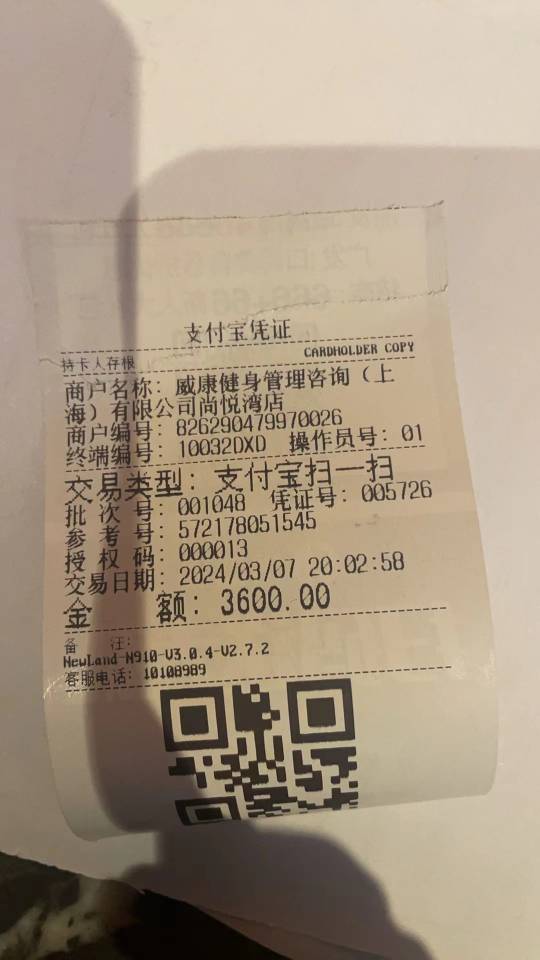 支付宝凭证
持卡人存根 CARDHOLDER COPY
商户名称: 威康健身管理咨询（上
海）有限公司尚悦湾店
商户编号: 826290479970026
终端编号: 10032DXD 操作员号: 01
交易类型: 支付宝扫一扫
批次号: 001048 凭证号: 005726
参考号: 572178051545
授权码: 000013
交易日期: 2024/03/07 20:02:58
金额: 3600.00
备注:
NewLand-N910-V3.0.4-V2.7.2
客服电话: 10108989